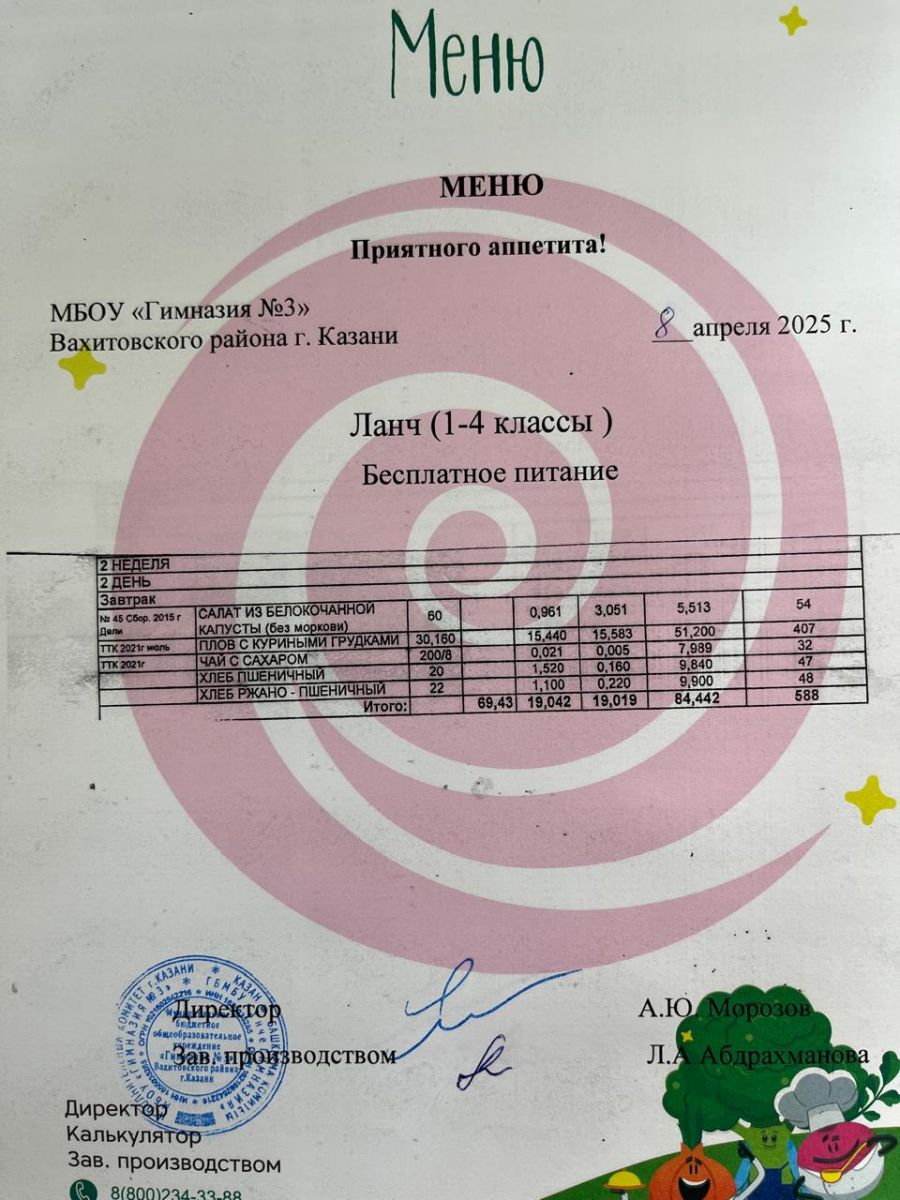 Меню
МЕНЮ
Приятного аппетита!
МБОУ «Гимназия №3»
Вахитовского района г. Казани
8 апреля 2025 г.
Ланч (1-4 классы )
Бесплатное питание
2 НЕДЕЛЯ
2 ДЕНЬ
Завтрак
№ 45 Сбор. 2015 г Дели САЛАТ ИЗ БЕЛОКОЧАННОЙ КАПУСТЫ (без моркови) 60 0,961 3,051 5,513 54
ТТК 2021г июль ПЛОВ С КУРИНЫМИ ГРУДКАМИ 30,160 15,440 15,583 51,200 407
ТТК 2021г ЧАЙ С САХАРОМ 200/8 0,021 0,005 7,989 32
ХЛЕБ ПШЕНИЧНЫЙ 20 1,520 0,160 9,840 47
ХЛЕБ РЖАНО - ПШЕНИЧНЫЙ 22 1,100 0,220 9,900 48
Итого: 69,43 19,042 19,019 84,442 588
Директор А.Ю. Морозов
Зав. производством Л.А Абдрахманова
бюджетное
общеобразовательное
учреждение
Вахитовского района
г.Казани
Директор
Калькулятор
Зав. производством
8(800)234-33-88